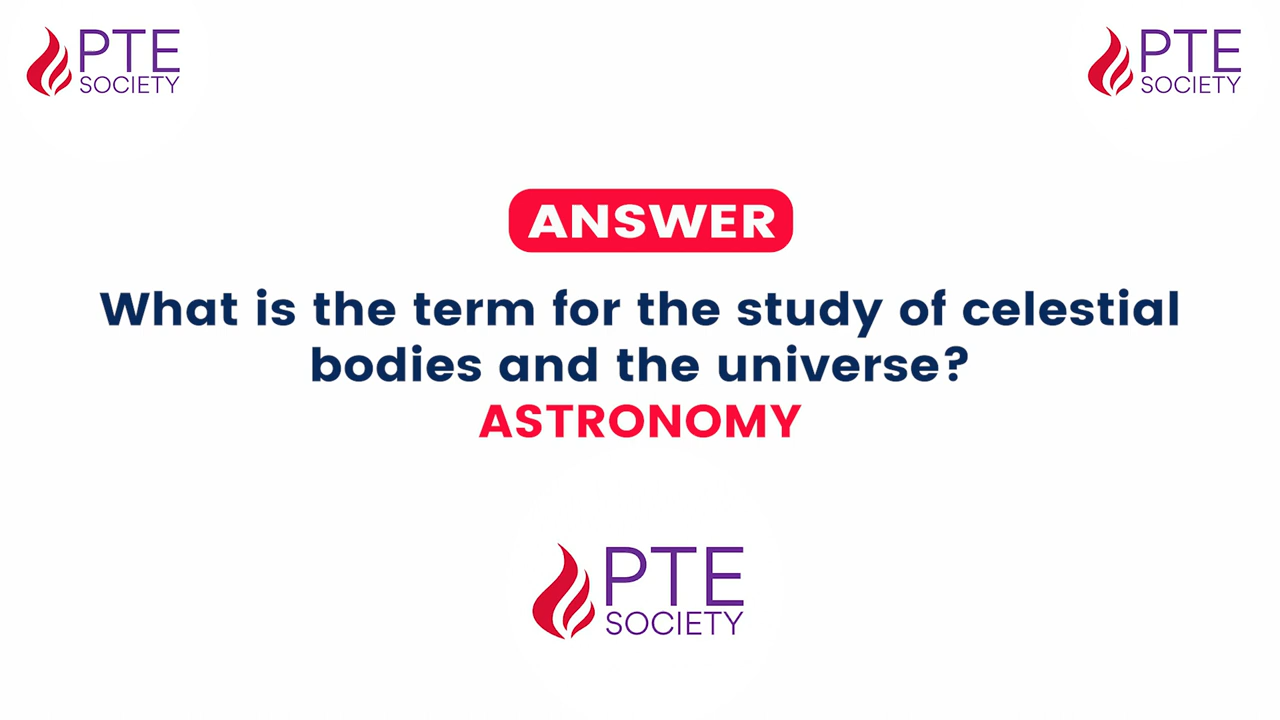 PTE
SOCIETY
PTE
SOCIETY
ANSWER
What is the term for the study of celestial
bodies and the universe?
ASTRONOMY
PTE
SOCIETY